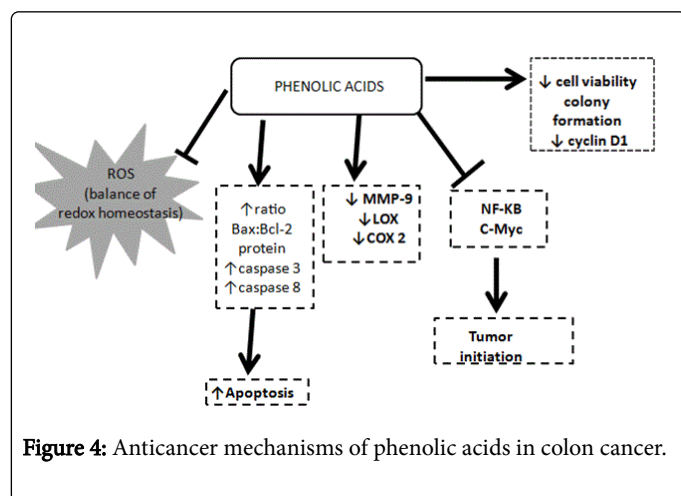 PHENOLIC ACIDS
↓ cell viability
colony
formation
↓ cyclin D1
ROS
(balance of
redox homeostasis)
↑ratio
Bax:Bcl-2
protein
↑caspase 3
↑caspase 8
↓ MMP-9
↓LOX
↓COX 2
NF-KB
C-Myc
Tumor
initiation
↑Apoptosis
Figure 4: Anticancer mechanisms of phenolic acids in colon cancer.